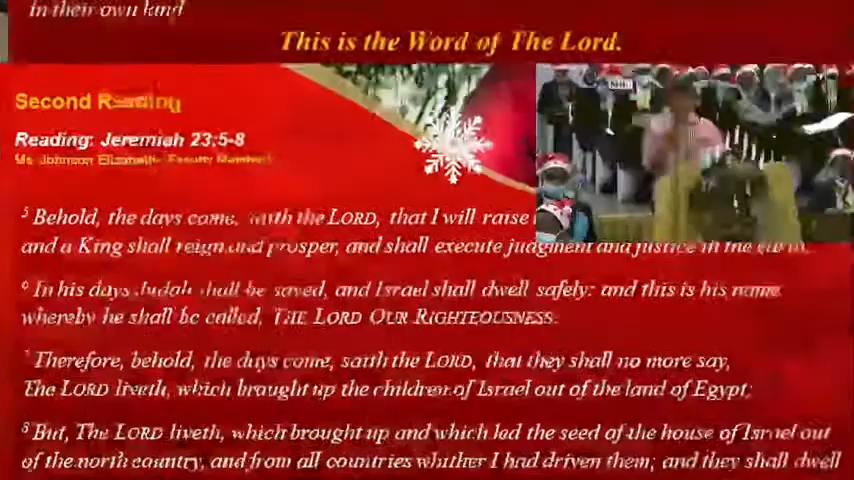 in their own land
This is the Word of The Lord.
Second Reading
Reading: Jeremiah 23:5-8
Ms. Johnson Elizabeth- Faculty Member
5 Behold, the days come, saith the LORD, that I will raise
and a King shall reign and prosper, and shall execute judgment and justice in the earth.
6 In his days Judah shall be saved, and Israel shall dwell safely: and this is his name
whereby he shall be called, THE LORD OUR RIGHTEOUSNESS.
7 Therefore, behold, the days come, saith the LORD, that they shall no more say,
The LORD liveth, which brought up the children of Israel out of the land of Egypt;
8 But, The LORD liveth, which brought up and which led the seed of the house of Israel out
of the north country, and from all countries whither I had driven them; and they shall dwell